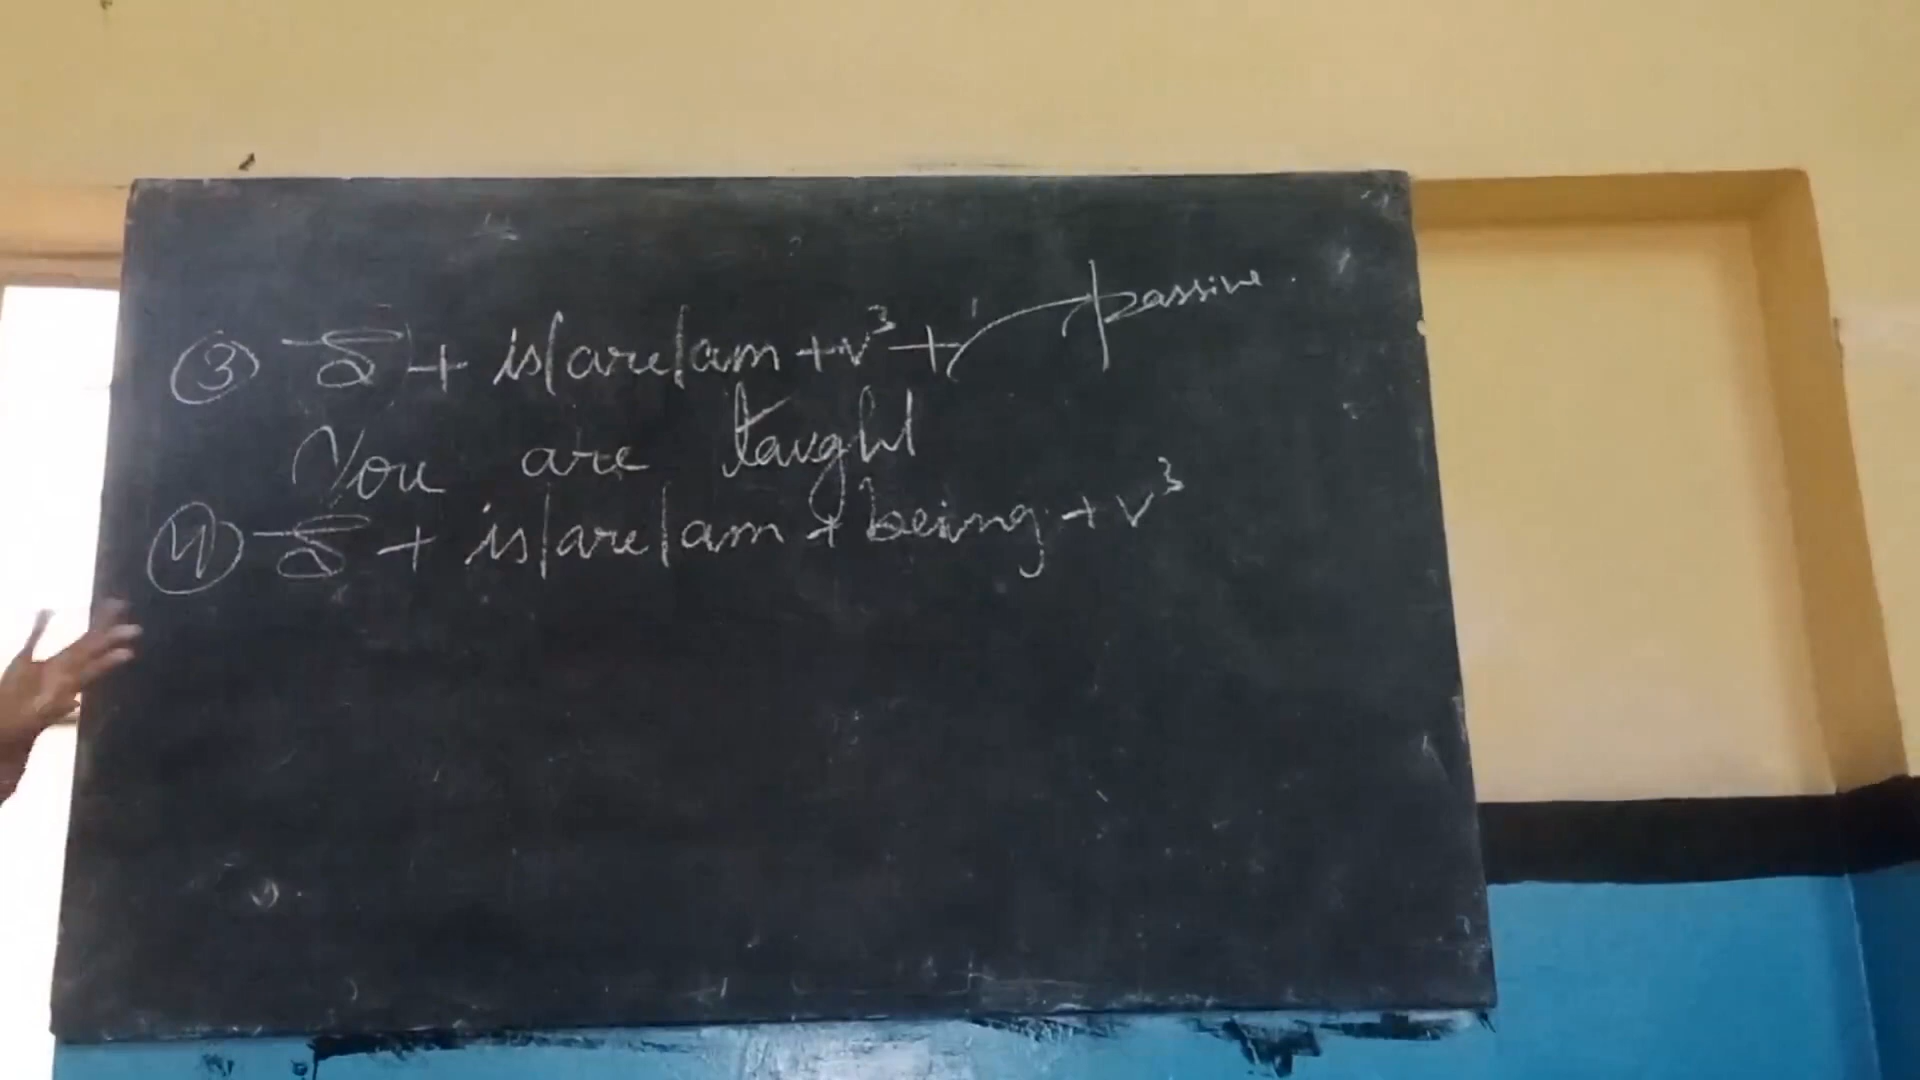 ③ S + is/are/am + v³ + passive.
You are taught
④ S + is/are/am + being + v³